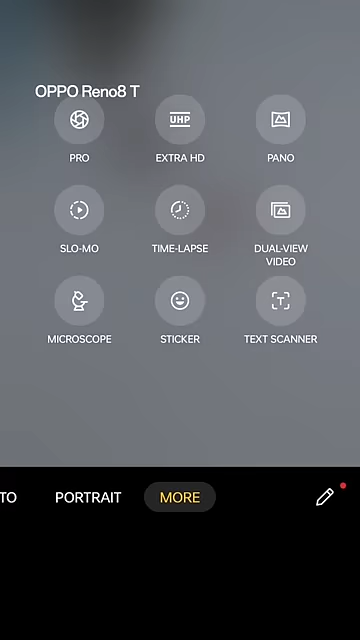 OPPO Reno8 T
UHP
PRO
EXTRA HD
PANO
SLO-MO
TIME-LAPSE
DUAL-VIEW
VIDEO
T
MICROSCOPE
STICKER
TEXT SCANNER
TO
PORTRAIT
MORE